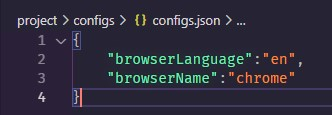 project > configs > {} configs.json > ...
1 {
2 "browserLanguage":"en",
3 "browserName":"chrome"
4 }